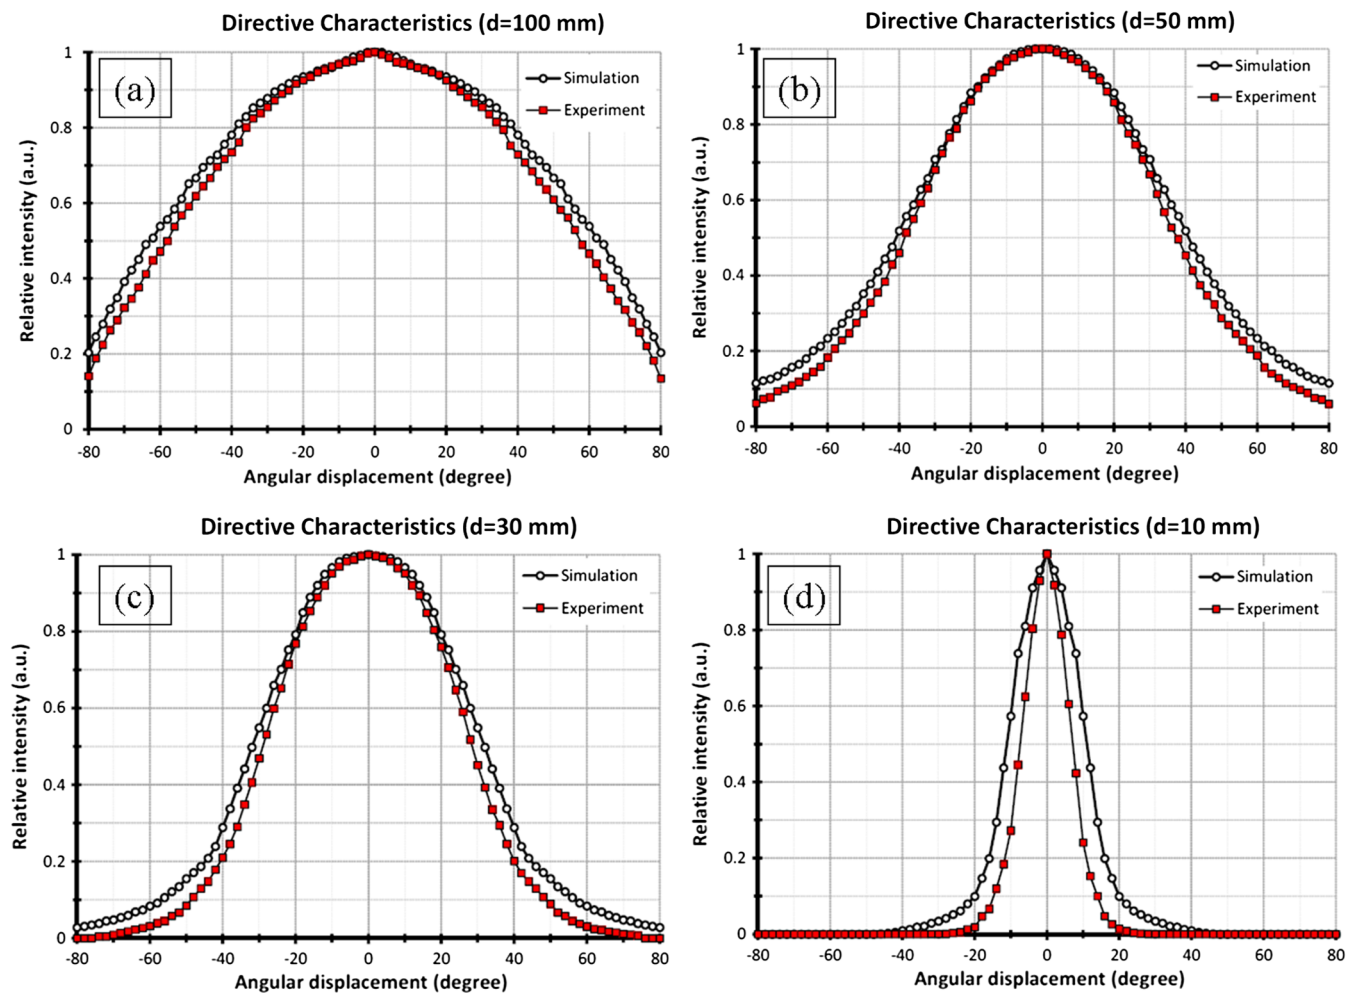 Directive Characteristics (d=100 mm)
(a)
Simulation
Experiment
Relative intensity (a.u.)
1
0.8
0.6
0.4
0.2
0
-80 -60 -40 -20 0 20 40 60 80
Angular displacement (degree)
Directive Characteristics (d=50 mm)
(b)
Simulation
Experiment
Relative intensity (a.u.)
1
0.8
0.6
0.4
0.2
0
-80 -60 -40 -20 0 20 40 60 80
Angular displacement (degree)
Directive Characteristics (d=30 mm)
(c)
Simulation
Experiment
Relative intensity (a.u.)
1
0.8
0.6
0.4
0.2
0
-80 -60 -40 -20 0 20 40 60 80
Angular displacement (degree)
Directive Characteristics (d=10 mm)
(d)
Simulation
Experiment
Relative intensity (a.u.)
1
0.8
0.6
0.4
0.2
0
-80 -60 -40 -20 0 20 40 60 80
Angular displacement (degree)